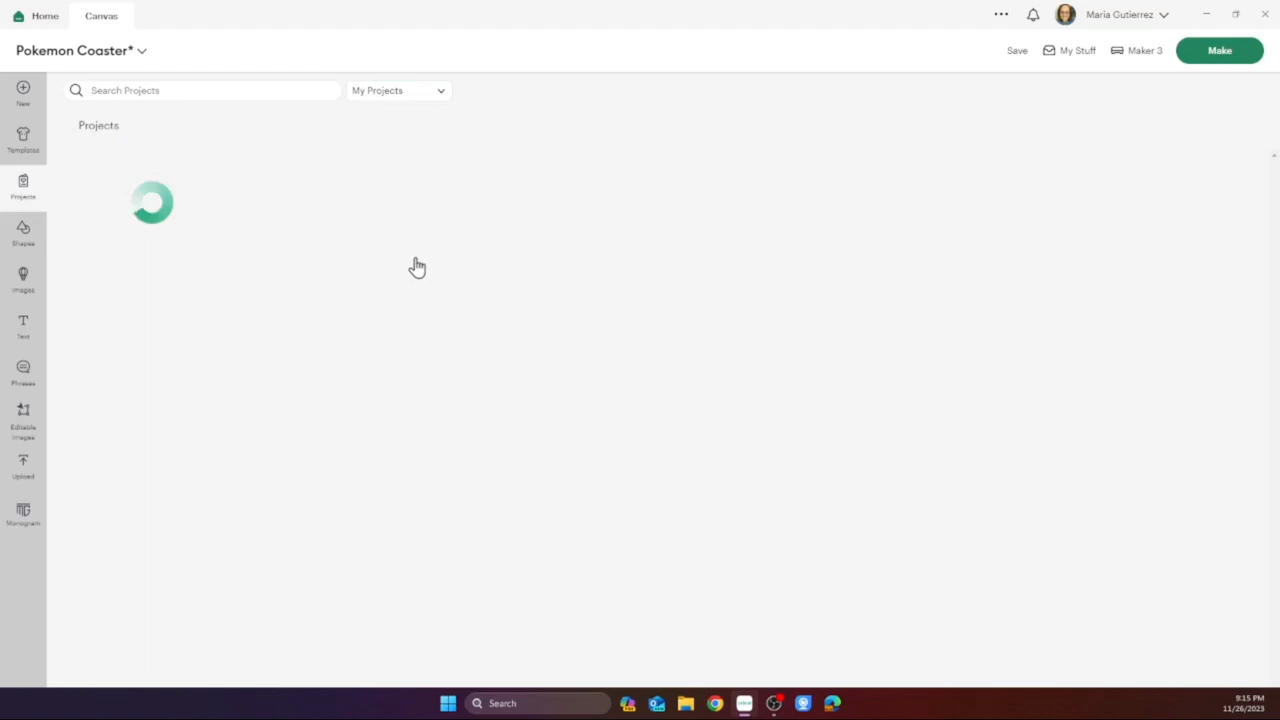 Home
Canvas
Maria Gutierrez
Pokemon Coaster*
Save
My Stuff
Maker 3
Make
New
Search Projects
My Projects
Projects
Templates
Projects
Shapes
Images
Text
Phrases
Editable
Images
Upload
Monogram
Search
9:15 PM
11/26/2023